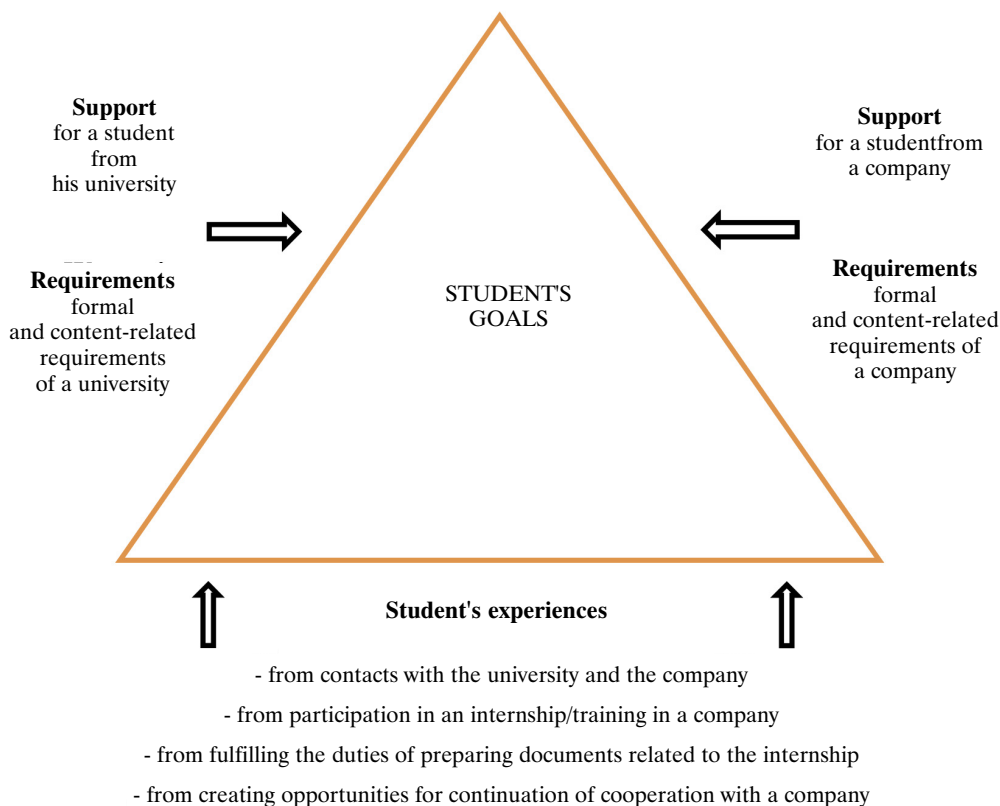 Support
for a student
from
his university
Requirements
formal
and content-related
requirements
of a university
STUDENT'S
GOALS
Support
for a studentfrom
a company
Requirements
formal
and content-related
requirements of
a company
Student's experiences
- from contacts with the university and the company
- from participation in an internship/training in a company
- from fulfilling the duties of preparing documents related to the internship
- from creating opportunities for continuation of cooperation with a company